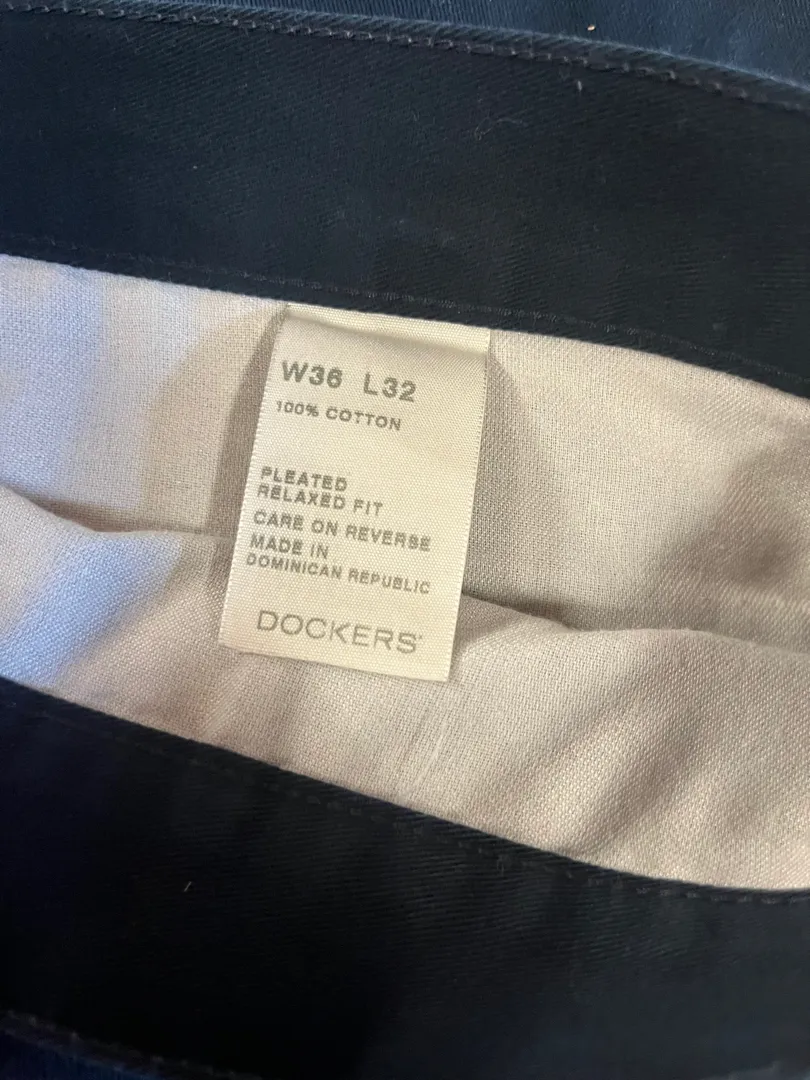 W36 L32
100% COTTON
PLEATED
RELAXED FIT
CARE ON REVERSE
MADE IN
DOMINICAN REPUBLIC
DOCKERS®